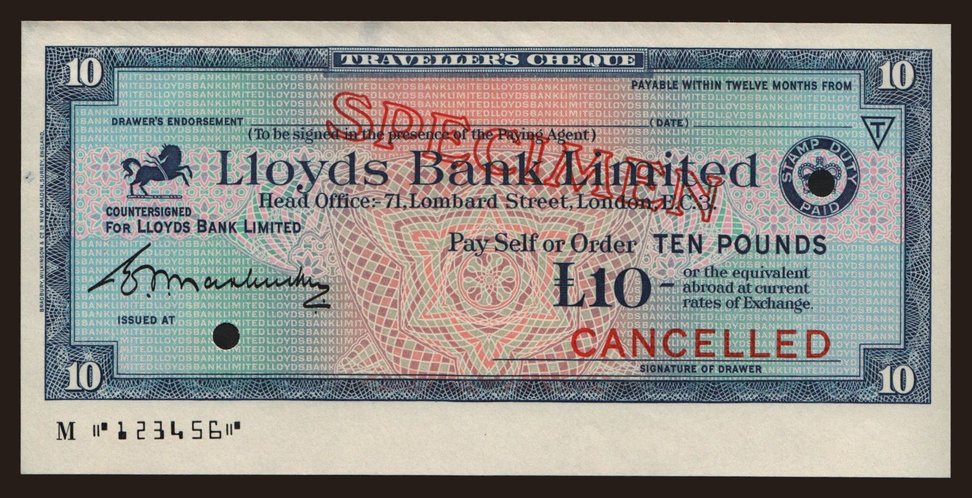 TRAVELLER'S CHEQUE
10 10
PAYABLE WITHIN TWELVE MONTHS FROM
DRAWER'S ENDORSEMENT (DATE)
(To be signed in the presence of the Paying Agent)
SPECIMEN
T
Lloyds Bank Limited
STAMP DUTY PAID
Head Office:- 71, Lombard Street, London, E.C.3.
COUNTERSIGNED
FOR LLOYDS BANK LIMITED
Pay Self or Order TEN POUNDS
£10-
or the equivalent
abroad at current
rates of Exchange.
ISSUED AT
CANCELLED
SIGNATURE OF DRAWER
10 10
M 123456